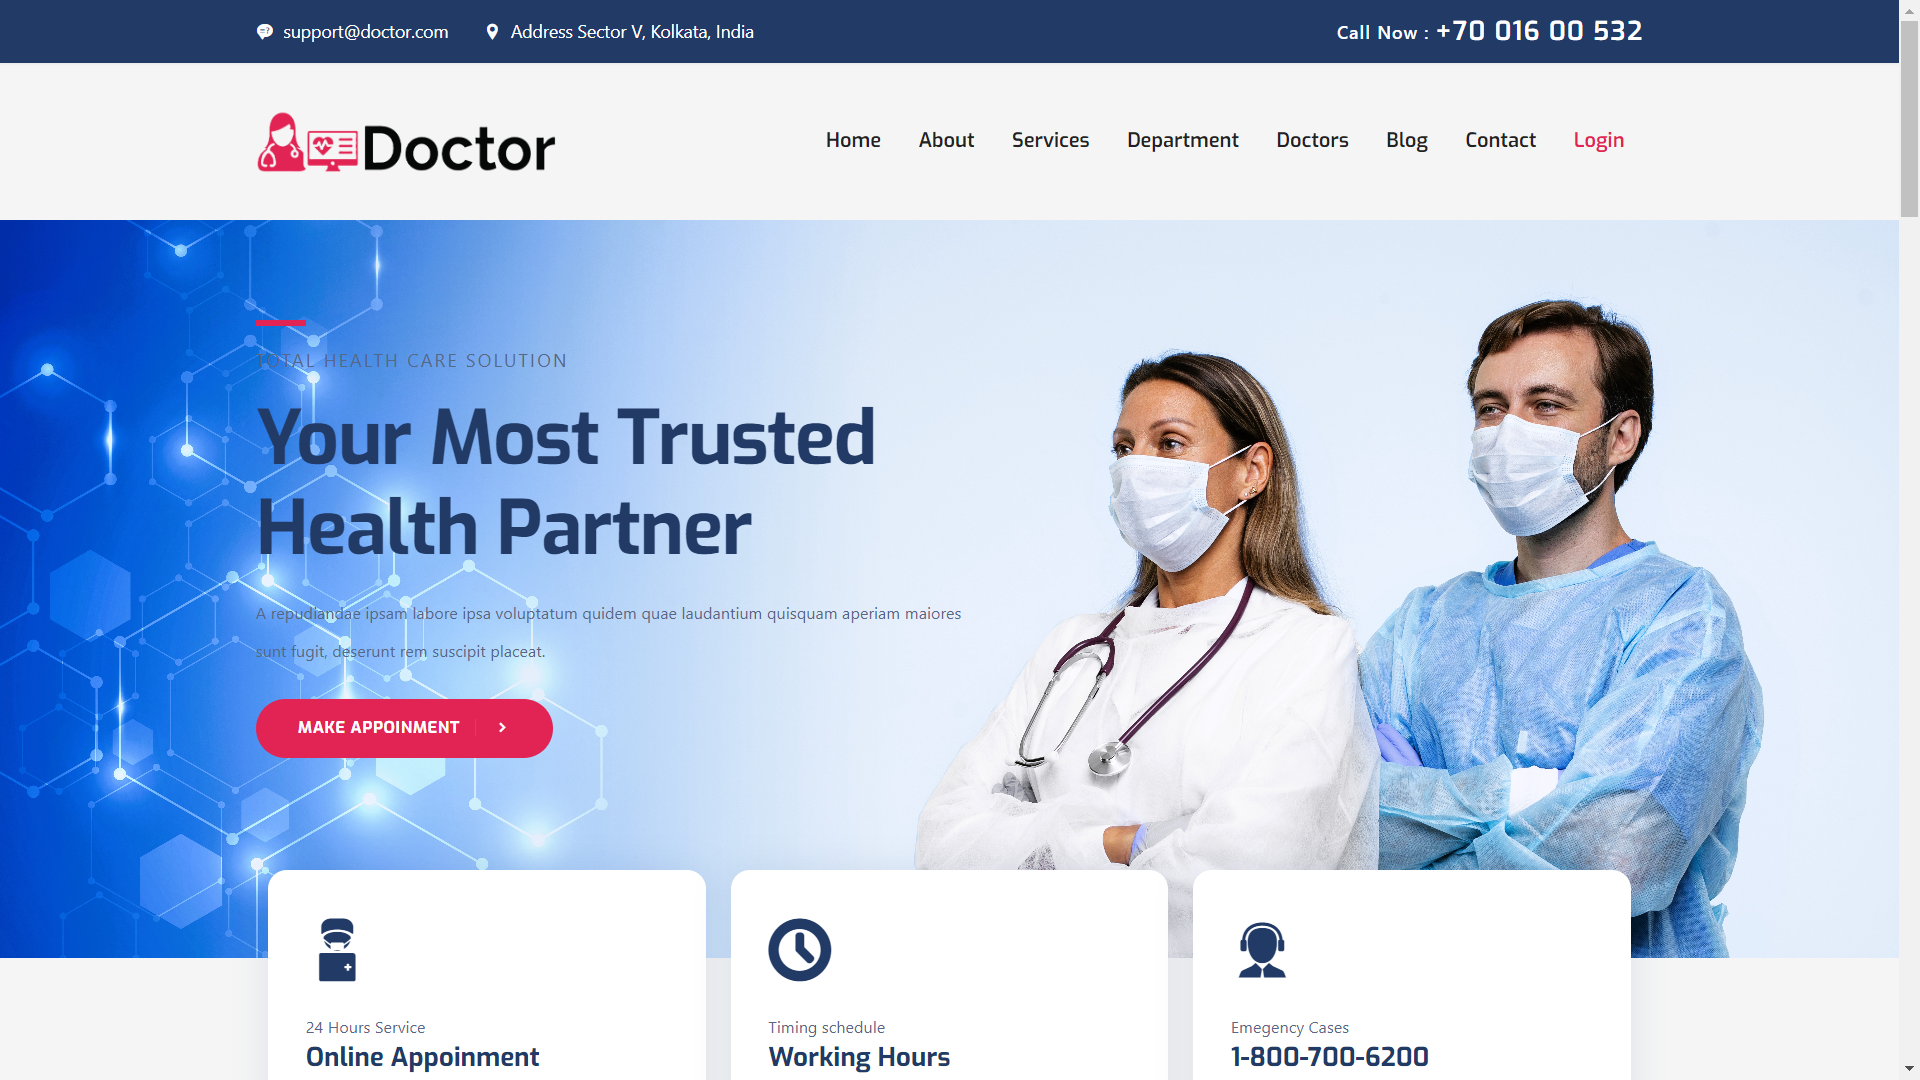 support@doctor.com
Address Sector V, Kolkata, India
Call Now : +70 016 00 532
Doctor
Home About Services Department Doctors Blog Contact Login
TOTAL HEALTH CARE SOLUTION
Your Most Trusted
Health Partner
A repudiandae ipsam labore ipsa voluptatum quidem quae laudantium quisquam aperiam maiores
sunt fugit, deserunt rem suscipit placeat.
MAKE APPOINMENT
24 Hours Service
Online Appoinment
Timing schedule
Working Hours
Emegency Cases
1-800-700-6200